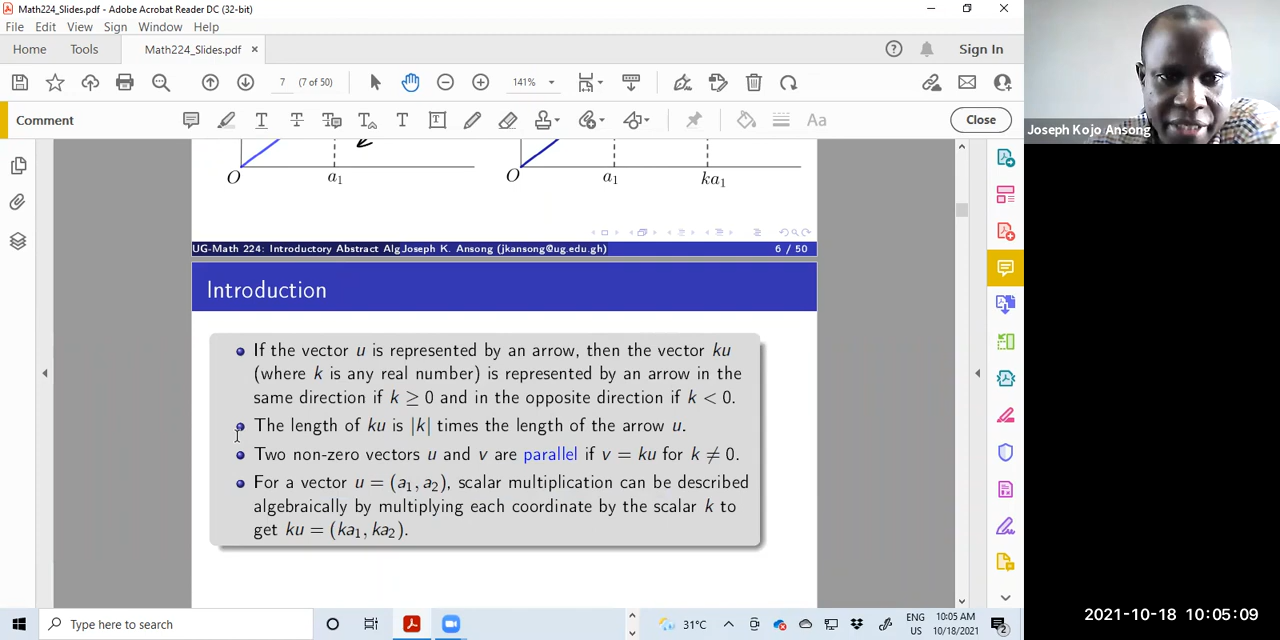 Math224_Slides.pdf - Adobe Acrobat Reader DC (32-bit)
File Edit View Sign Window Help
Home Tools Math224_Slides.pdf × Sign In
7 (7 of 50) 141%
Comment Aa Close
Joseph Kojo Ansong
O a₁ O a₁ ka₁
UG-Math 224: Introductory Abstract Alg Joseph K. Ansong (jkansong@ug.edu.gh) 6 / 50
Introduction
If the vector u is represented by an arrow, then the vector ku
(where k is any real number) is represented by an arrow in the
same direction if k ≥ 0 and in the opposite direction if k < 0.
The length of ku is |k| times the length of the arrow u.
Two non-zero vectors u and v are parallel if v = ku for k ≠ 0.
For a vector u = (a₁, a₂), scalar multiplication can be described
algebraically by multiplying each coordinate by the scalar k to
get ku = (ka₁, ka₂).
Type here to search
31°C
ENG
US
10:05 AM
10/18/2021
2
2021-10-18 10:05:09